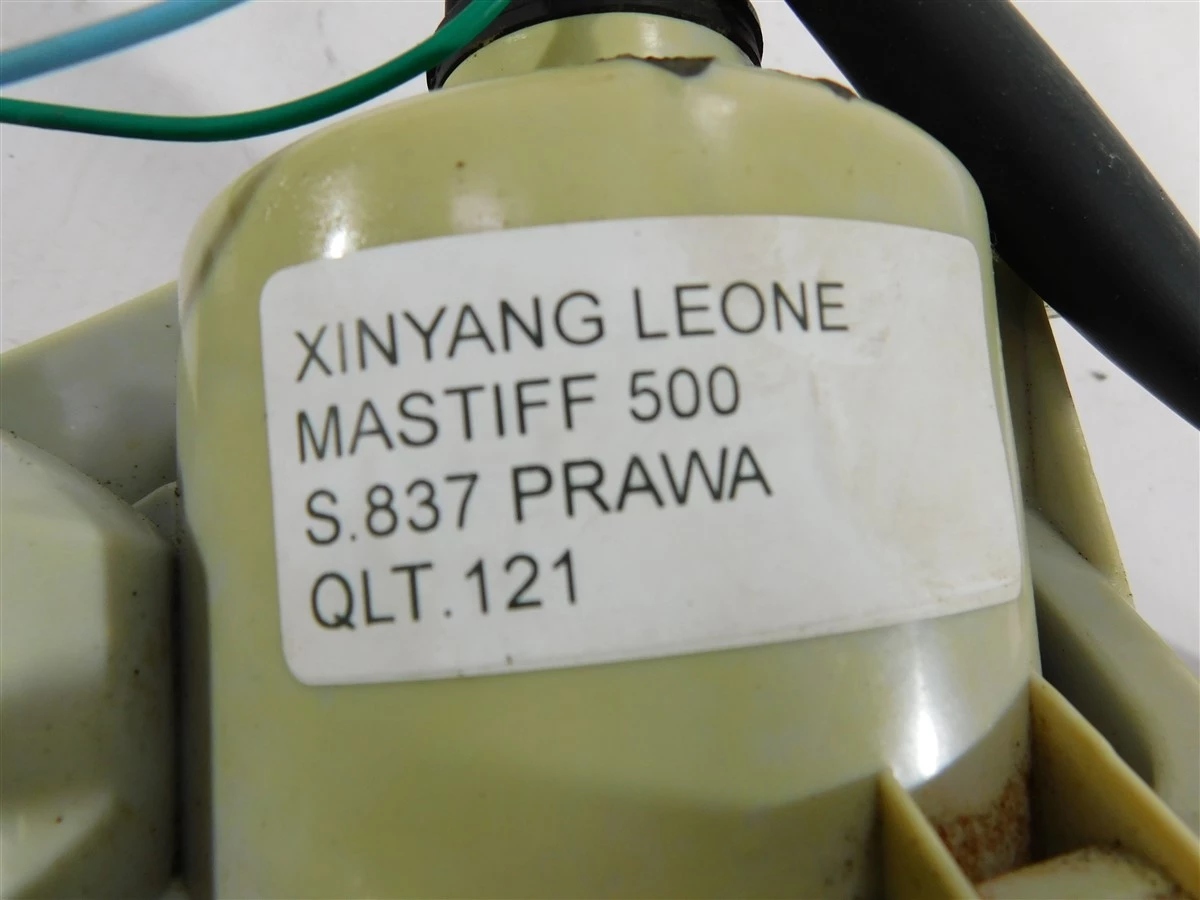 XINYANG LEONE
MASTIFF 500
S.837 PRAWA
QLT.121